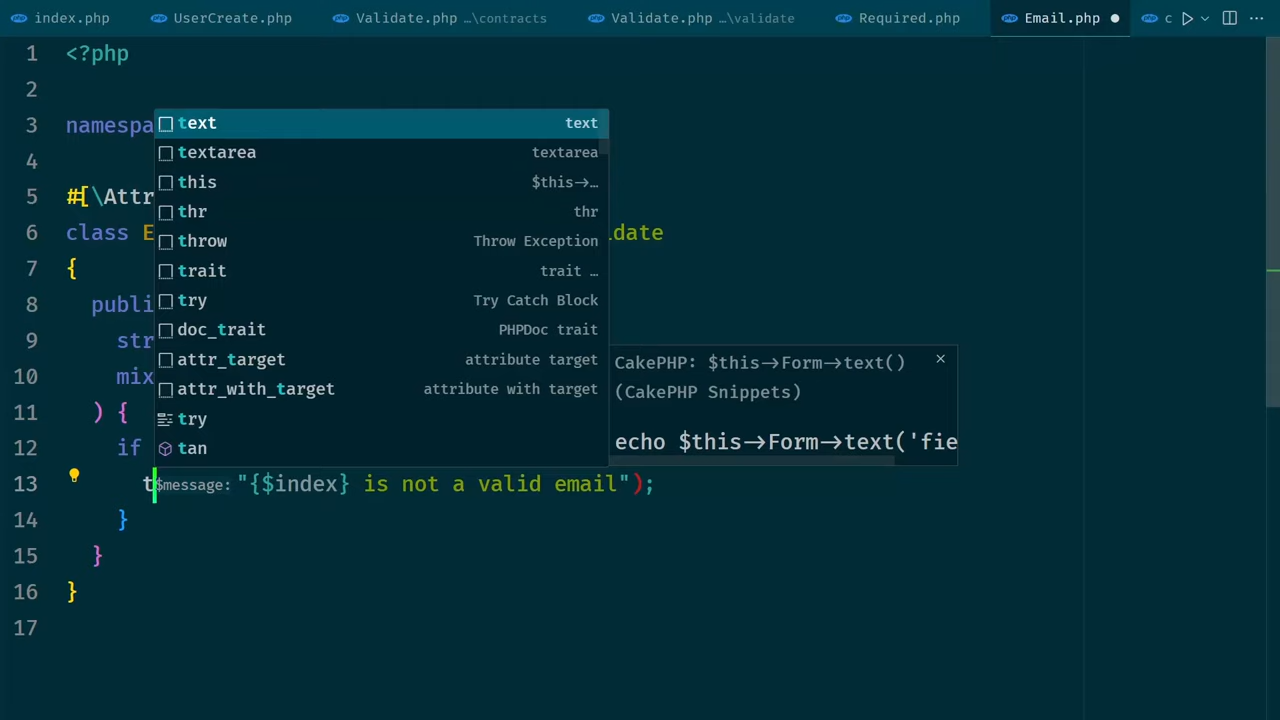 index.php UserCreate.php Validate.php …\contracts Validate.php …\validate Required.php Email.php c
1 <?php
2
3 namespa
4
5 #[\Attr
6 class E idate
7 {
8 publi
9 str
10 mix
11 ) {
12 if
13 t $message: "{$index} is not a valid email");
14 }
15 }
16 }
17
text text
textarea textarea
this $this->…
thr thr
throw Throw Exception
trait trait …
try Try Catch Block
doc_trait PHPDoc trait
attr_target attribute target
attr_with_target attribute with target
try
tan
CakePHP: $this->Form->text()
(CakePHP Snippets)
echo $this->Form->text('fie